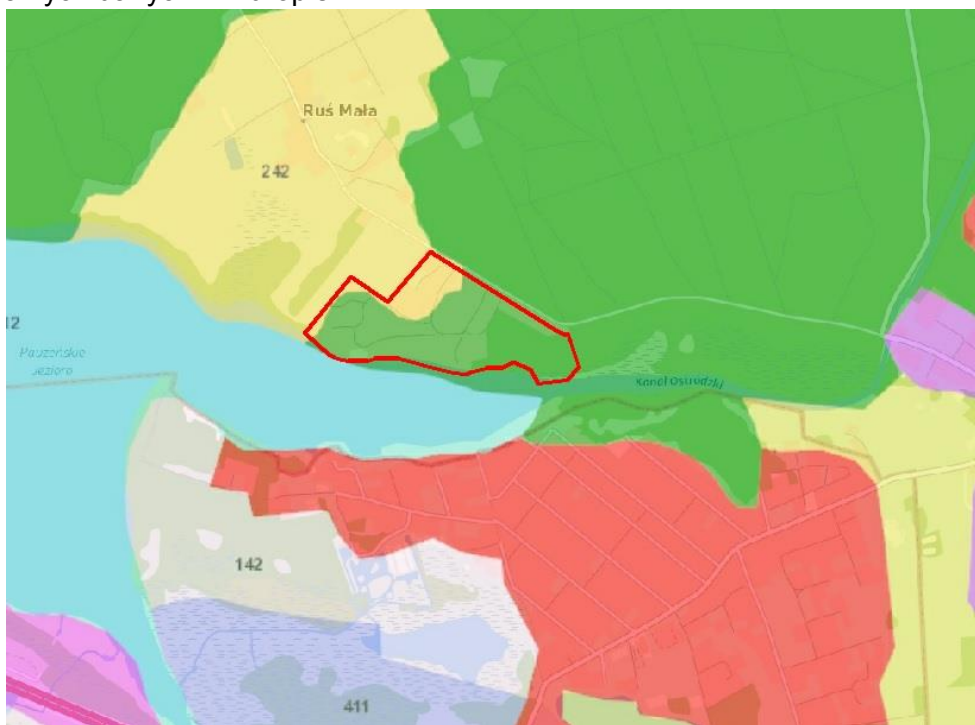 Ruś Mała
242
12
Pauzeńskie
Jezioro
Kanał Ostródzki
142
411